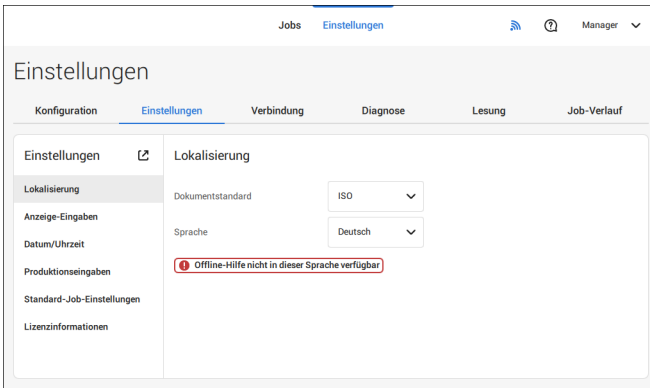 Jobs Einstellungen Manager
Einstellungen
Konfiguration Einstellungen Verbindung Diagnose Lesung Job-Verlauf
Einstellungen
Lokalisierung
Anzeige-Eingaben
Datum/Uhrzeit
Produktionseingaben
Standard-Job-Einstellungen
Lizenzinformationen
Lokalisierung
Dokumentstandard ISO
Sprache Deutsch
Offline-Hilfe nicht in dieser Sprache verfügbar